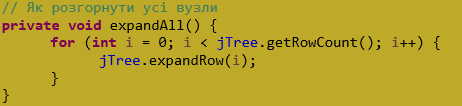 // Як розгорнути усі вузли
private void expandAll() {
    for (int i = 0; i < jTree.getRowCount(); i++) {
        jTree.expandRow(i);
    }
}